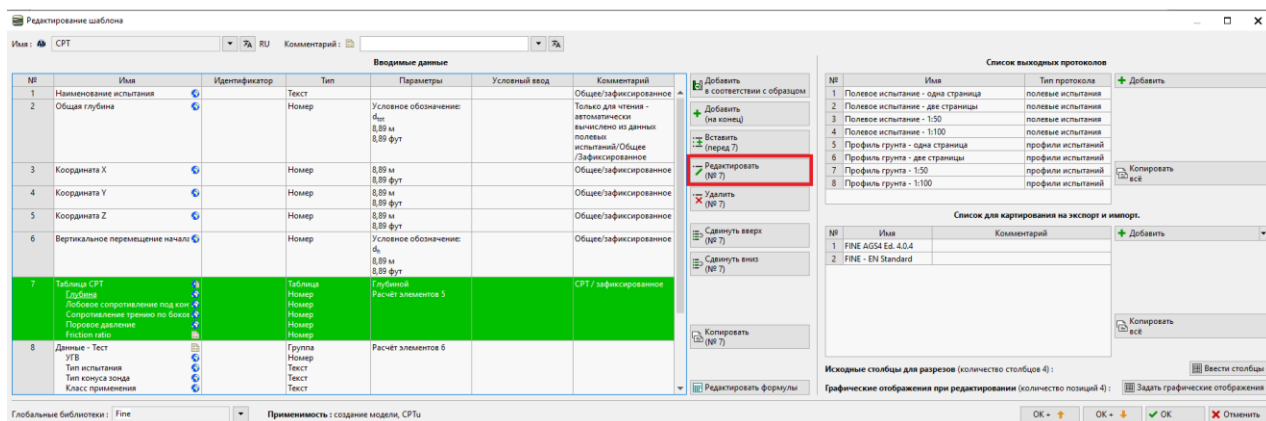 Редактирование шаблона
Имя : CPT RU Комментарий :
Вводимые данные
№ Имя Идентификатор Тип Параметры Условный ввод Комментарий
1 Наименование испытания Текст Общее/зафиксированное
2 Общая глубина Номер Условное обозначение: Только для чтения -
dtot автоматически
8,89 м вычислено из данных
8,89 фут полевых
испытаний/Общее
/Зафиксированное
3 Координата X Номер 8,89 м Общее/зафиксированное
8,89 фут
4 Координата Y Номер 8,89 м Общее/зафиксированное
8,89 фут
5 Координата Z Номер 8,89 м Общее/зафиксированное
8,89 фут
6 Вертикальное перемещение начала Номер Условное обозначение: Общее/зафиксированное
8,89 м
8,89 фут
7 Таблица CPT Таблица Глубиной CPT / зафиксированное
Глубина Номер Расчёт элементов 5
Лобовое сопротивление под кон Номер
Сопротивление трению по боков Номер
Поровое давление Номер
Friction ratio Номер
8 Данные - Тест Группа Расчёт элементов 6
УГВ Номер
Тип испытания Текст
Тип конуса зонда Текст
Класс применения Текст
Добавить
в соответствии с образцом
Добавить
(на конец)
Вставить
(перед 7)
Редактировать
(№ 7)
Удалить
(№ 7)
Сдвинуть вверх
(№ 7)
Сдвинуть вниз
(№ 7)
Копировать
(№ 7)
Редактировать формулы
Список выходных протоколов
№ Имя Тип протокола
1 Полевое испытание - одна страница полевые испытания
2 Полевое испытание - две страницы полевые испытания
3 Полевое испытание - 1:50 полевые испытания
4 Полевое испытание - 1:100 полевые испытания
5 Профиль грунта - одна страница профили испытаний
6 Профиль грунта - две страницы профили испытаний
7 Профиль грунта - 1:50 профили испытаний
8 Профиль грунта - 1:100 профили испытаний
Добавить
Копировать
всё
Список для картирования на экспорт и импорт.
№ Имя Комментарий
1 FINE AGS4 Ed. 4.0.4
2 FINE - EN Standard
Добавить
Копировать
всё
Исходные столбцы для разрезов (количество столбцов 4) : Ввести столбцы
Графические отображения при редактировании (количество позиций 4) : Задать графические отображения
Глобальные библиотеки : Fine Применимость : создание модели, CPTu OK + OK + OK Отменить